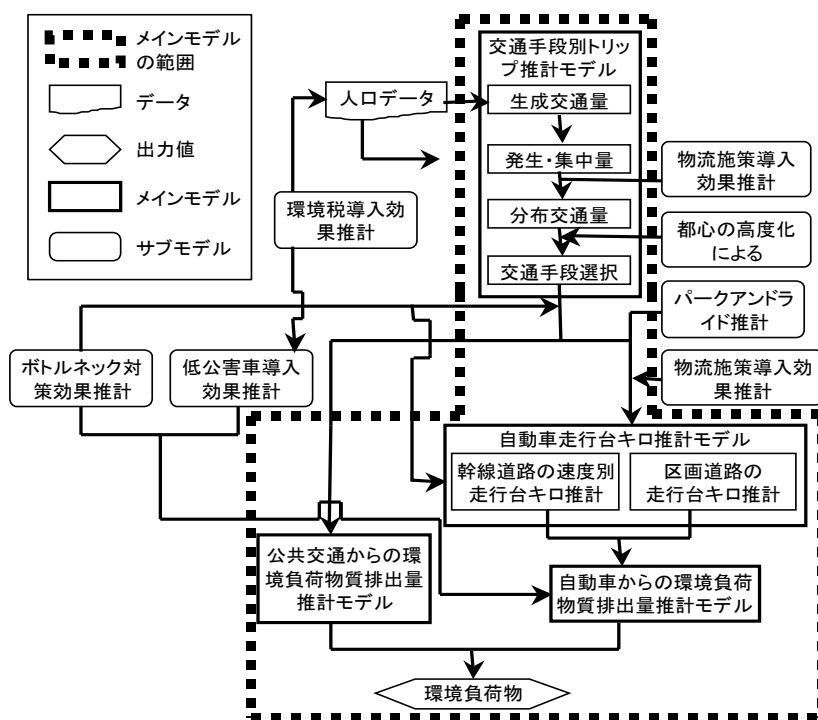 メインモデル
の範囲
データ
出力値
メインモデル
サブモデル
人口データ
環境税導入効
果推計
交通手段別トリッ
プ推計モデル
生成交通量
発生・集中量
分布交通量
交通手段選択
物流施策導入
効果推計
都心の高度化
による
パークアンドラ
イド推計
物流施策導入効
果推計
ボトルネック対
策効果推計
低公害車導入
効果推計
自動車走行台キロ推計モデル
幹線道路の速度別
走行台キロ推計
区画道路の
走行台キロ推計
公共交通からの環
境負荷物質排出量
推計モデル
自動車からの環境負荷
物質排出量推計モデル
環境負荷物